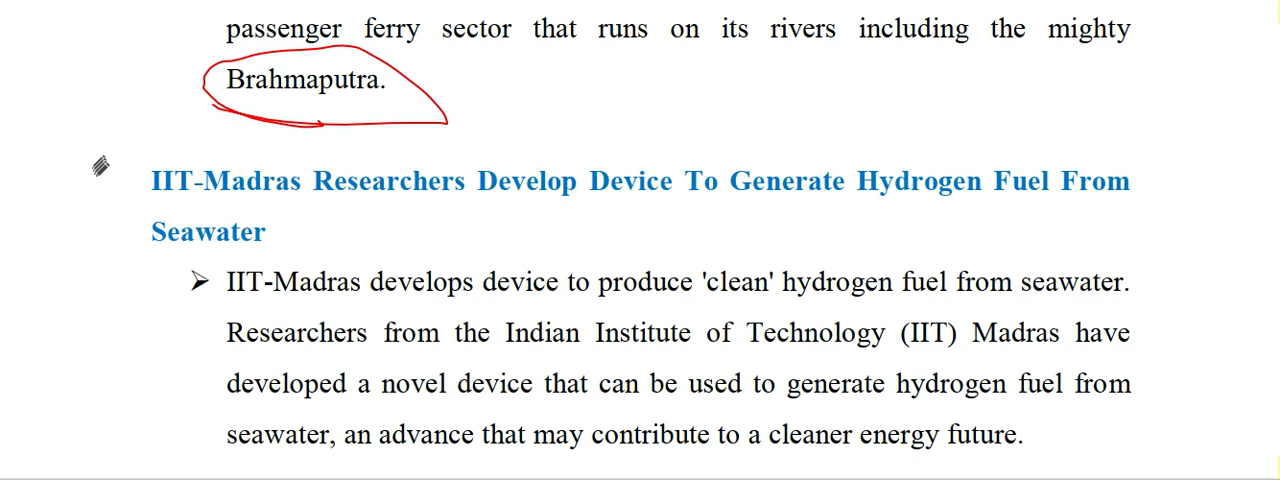 passenger ferry sector that runs on its rivers including the mighty
Brahmaputra.
IIT-Madras Researchers Develop Device To Generate Hydrogen Fuel From
Seawater
IIT-Madras develops device to produce 'clean' hydrogen fuel from seawater.
Researchers from the Indian Institute of Technology (IIT) Madras have
developed a novel device that can be used to generate hydrogen fuel from
seawater, an advance that may contribute to a cleaner energy future.